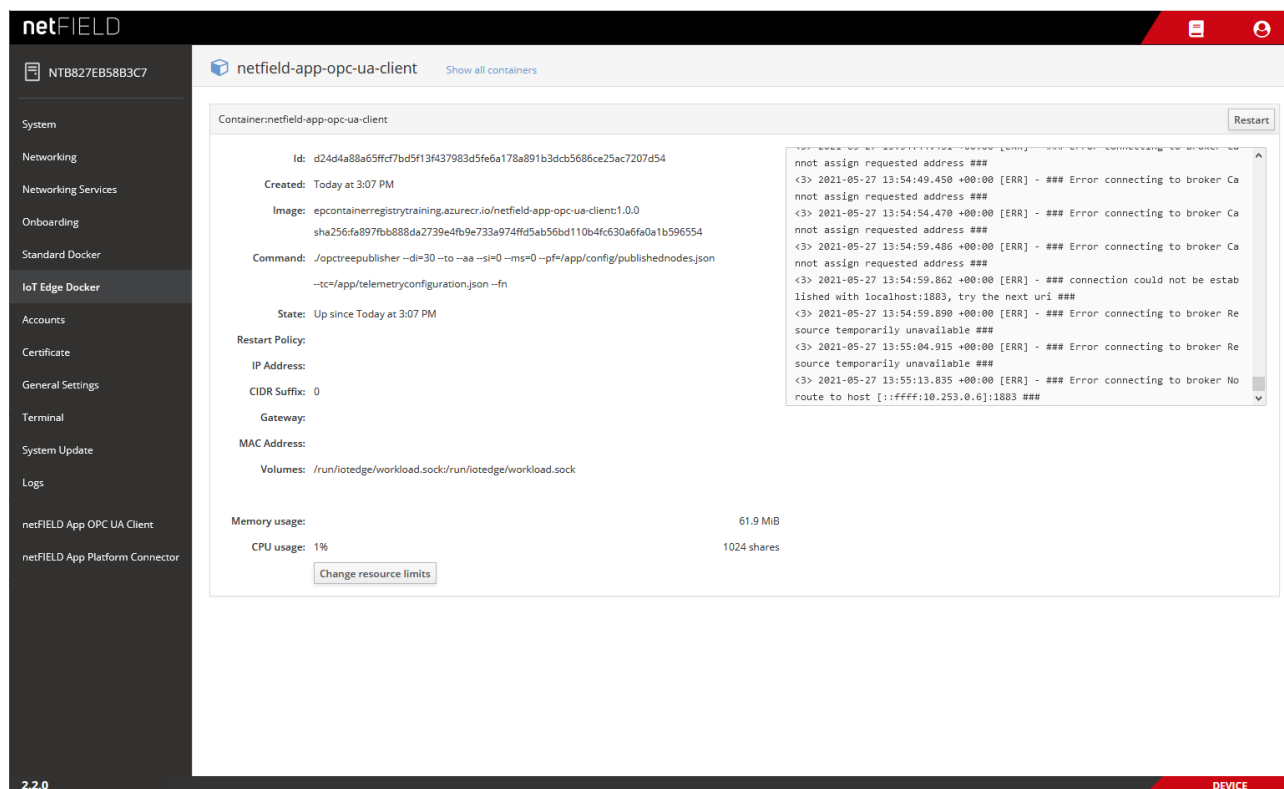 netFIELD
NTB827EB58B3C7
netfield-app-opc-ua-client Show all containers
System
Networking
Networking Services
Onboarding
Standard Docker
IoT Edge Docker
Accounts
Certificate
General Settings
Terminal
System Update
Logs
netFIELD App OPC UA Client
netFIELD App Platform Connector
Container:netfield-app-opc-ua-client Restart
Id: d24d4a88a65ffcf7bd5f13f437983d5fe6a178a891b3dcb5686ce25ac7207d54
Created: Today at 3:07 PM
Image: epcontainerregistrytraining.azurecr.io/netfield-app-opc-ua-client:1.0.0
sha256:fa897fbb888da2739e4fb9e733a974ffd5ab56bd110b4fc630a6fa0a1b596554
Command: ./opctreepublisher --di=30 --to --aa --si=0 --ms=0 --pf=/app/config/publishednodes.json
--tc=/app/telemetryconfiguration.json --fn
State: Up since Today at 3:07 PM
Restart Policy:
IP Address:
CIDR Suffix: 0
Gateway:
MAC Address:
Volumes: /run/iotedge/workload.sock:/run/iotedge/workload.sock
Memory usage: 61.9 MiB
CPU usage: 1% 1024 shares
Change resource limits
nnot assign requested address ###
<3> 2021-05-27 13:54:49.450 +00:00 [ERR] - ### Error connecting to broker Ca
nnot assign requested address ###
<3> 2021-05-27 13:54:54.470 +00:00 [ERR] - ### Error connecting to broker Ca
nnot assign requested address ###
<3> 2021-05-27 13:54:59.486 +00:00 [ERR] - ### Error connecting to broker Ca
nnot assign requested address ###
<3> 2021-05-27 13:54:59.862 +00:00 [ERR] - ### connection could not be estab
lished with localhost:1883, try the next uri ###
<3> 2021-05-27 13:54:59.890 +00:00 [ERR] - ### Error connecting to broker Re
source temporarily unavailable ###
<3> 2021-05-27 13:55:04.915 +00:00 [ERR] - ### Error connecting to broker Re
source temporarily unavailable ###
<3> 2021-05-27 13:55:13.835 +00:00 [ERR] - ### Error connecting to broker No
route to host [::ffff:10.253.0.6]:1883 ###
2.2.0
DEVICE